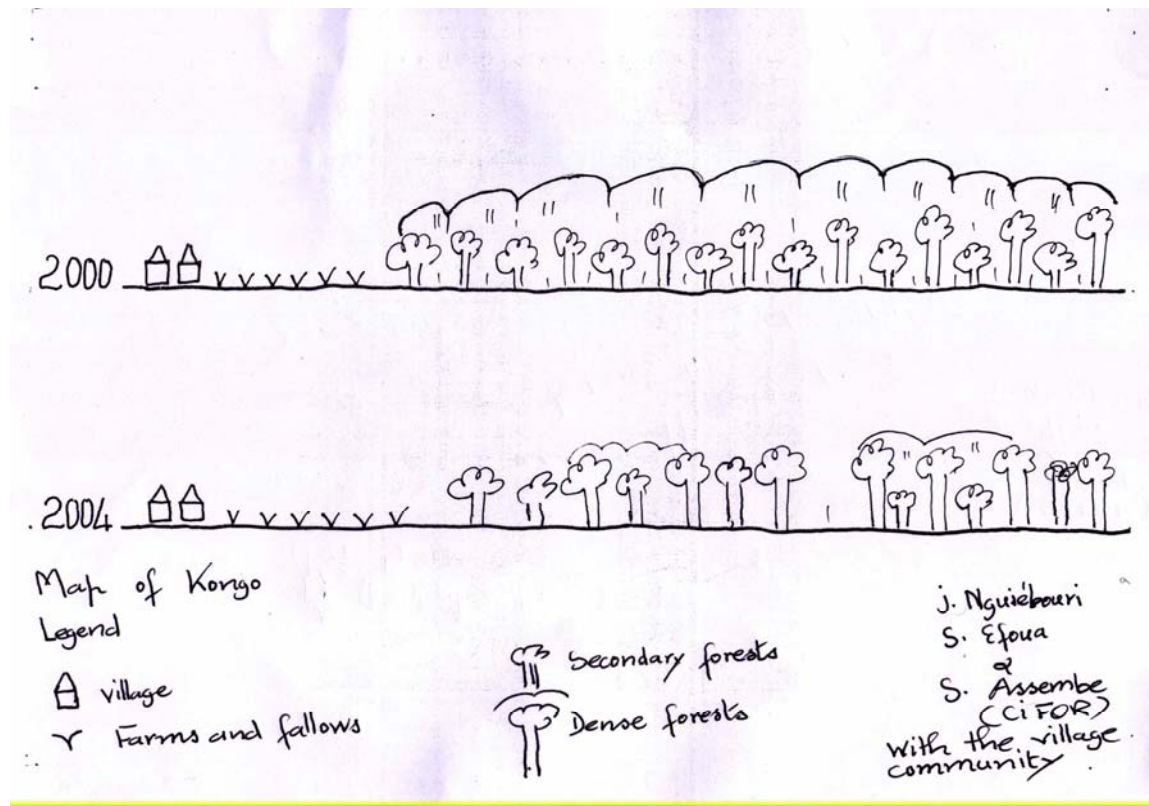 2000
2004
Map of Kongo
Legend
village
Farms and fallows
Secondary forests
Dense forests
J. Nguiébouri
S. Efoua
&
S. Assembe
(CiFOR)
with the village
community